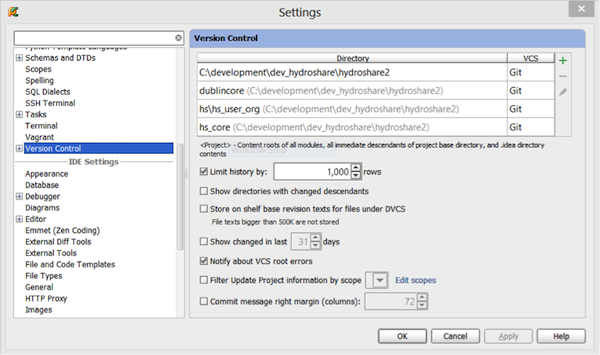 Settings
Python Template Languages
Schemas and DTDs
Scopes
Spelling
SQL Dialects
SSH Terminal
Tasks
Terminal
Vagrant
Version Control
IDE Settings
Appearance
Database
Debugger
Diagrams
Editor
Emmet (Zen Coding)
External Diff Tools
External Tools
File and Code Templates
File Types
General
HTTP Proxy
Images
Version Control
Directory VCS
C:\development\dev_hydroshare\hydroshare2 Git
dublincore (C:\development\dev_hydroshare\hydroshare2) Git
hs\hs_user_org (C:\development\dev_hydroshare\hydroshare2) Git
hs_core (C:\development\dev_hydroshare\hydroshare2) Git
<Project> - Content roots of all modules, all immediate descendants of project base directory, and .idea directory
contents
Limit history by: 1,000 rows
Show directories with changed descendants
Store on shelf base revision texts for files under DVCS
File texts bigger than 500K are not stored
Show changed in last 31 days
Notify about VCS root errors
Filter Update Project information by scope Edit scopes
Commit message right margin (columns): 72
OK Cancel Apply Help